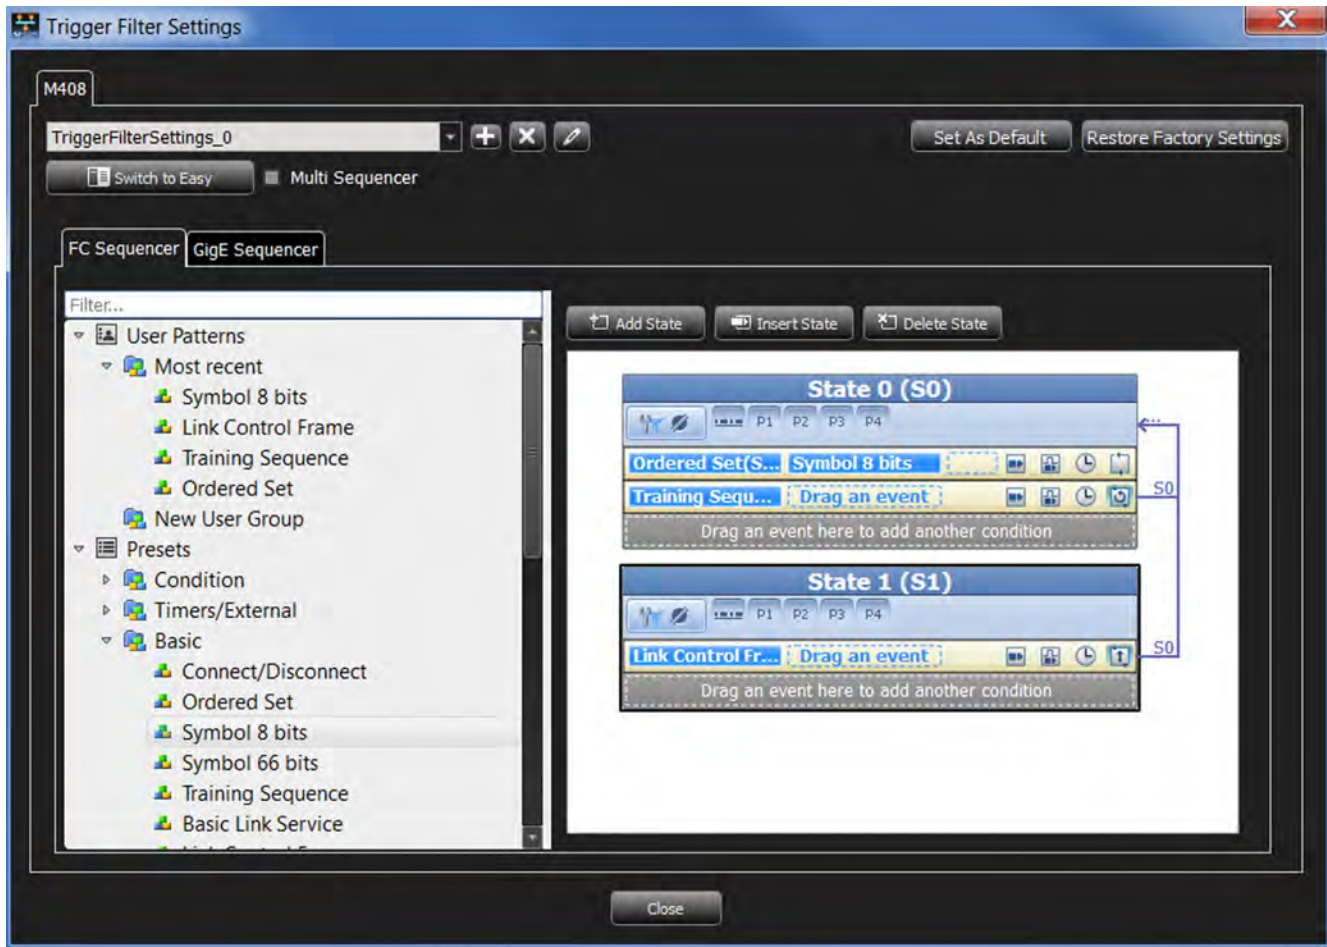 Trigger Filter Settings
X
M408
TriggerFilterSettings_0
Set As Default
Restore Factory Settings
Switch to Easy
Multi Sequencer
FC Sequencer
GigE Sequencer
Filter...
User Patterns
Most recent
Symbol 8 bits
Link Control Frame
Training Sequence
Ordered Set
New User Group
Presets
Condition
Timers/External
Basic
Connect/Disconnect
Ordered Set
Symbol 8 bits
Symbol 66 bits
Training Sequence
Basic Link Service
Add State
Insert State
Delete State
State 0 (S0)
P1 P2 P3 P4
...
Ordered Set(S... Symbol 8 bits
Training Sequ... Drag an event
S0
Drag an event here to add another condition
State 1 (S1)
P1 P2 P3 P4
Link Control Fr... Drag an event
S0
Drag an event here to add another condition
Close